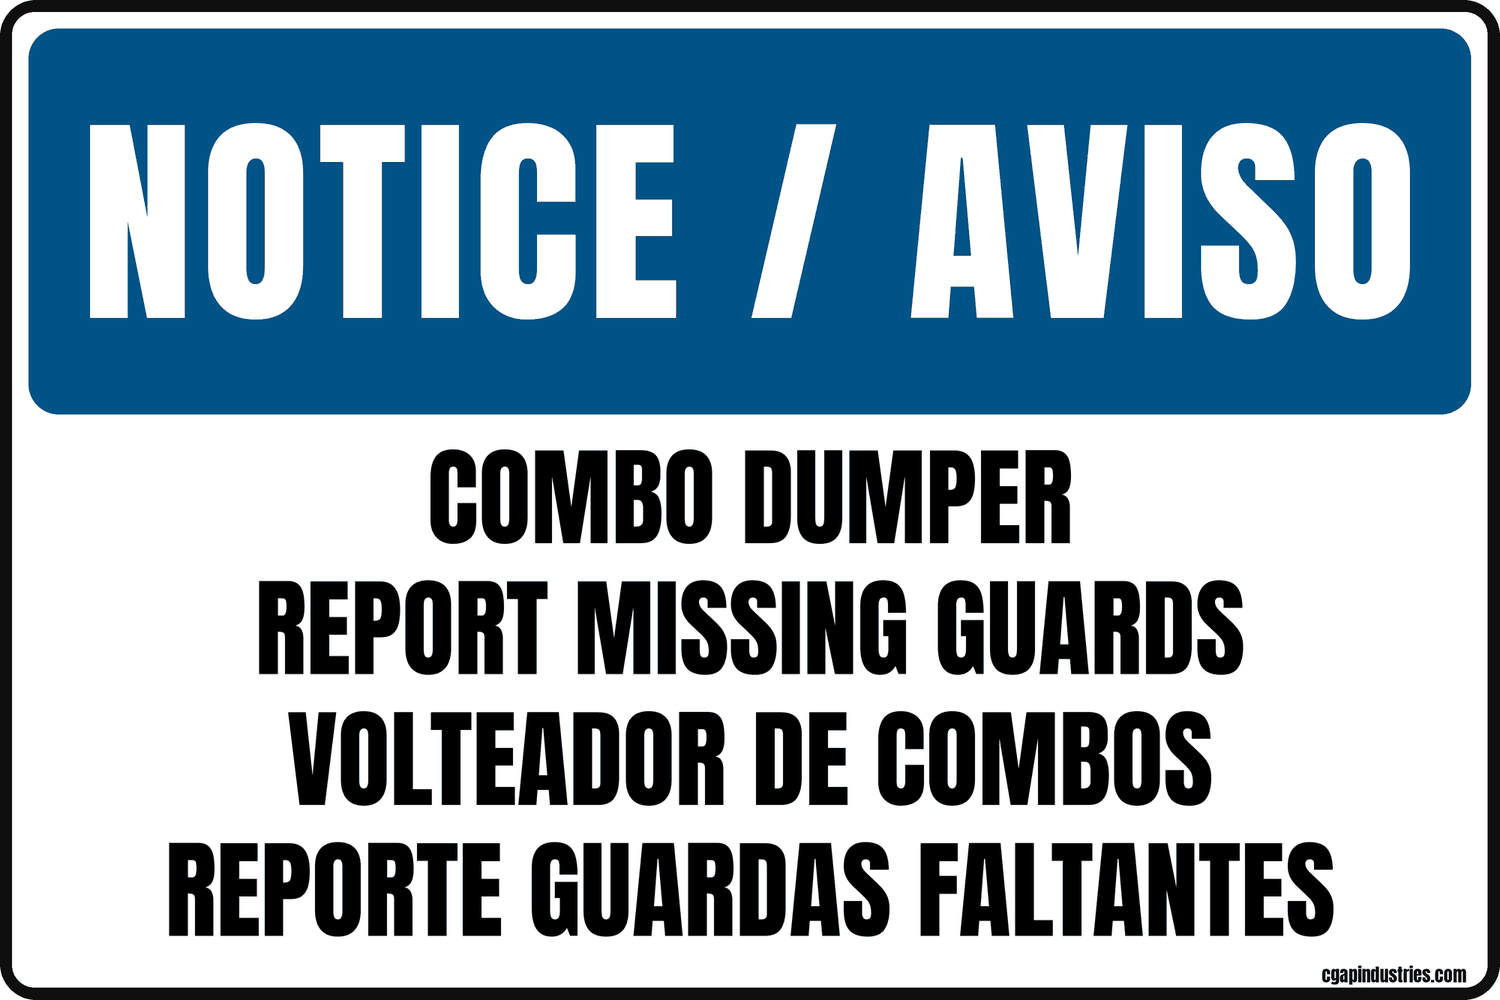 NOTICE / AVISO
COMBO DUMPER
REPORT MISSING GUARDS
VOLTEADOR DE COMBOS
REPORTE GUARDAS FALTANTES
cgapindustries.com